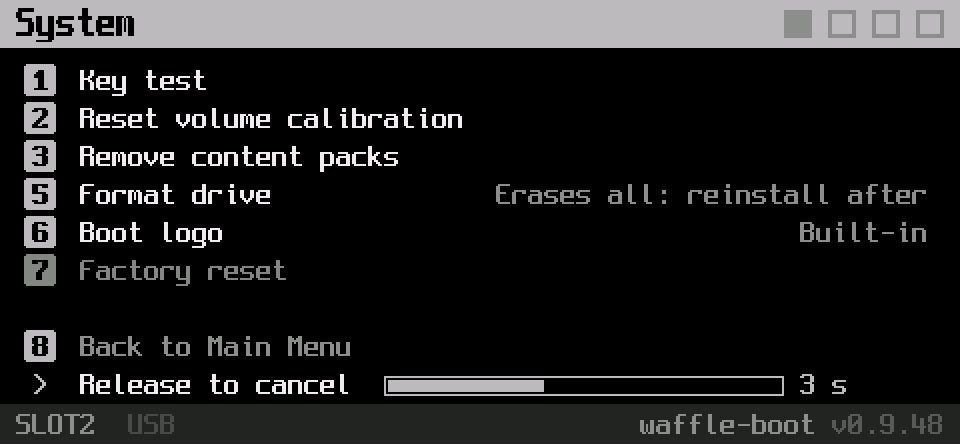 System
1 Key test
2 Reset volume calibration
3 Remove content packs
5 Format drive Erases all: reinstall after
6 Boot logo Built-in
7 Factory reset
8 Back to Main Menu
> Release to cancel 3 s
SLOT2 USB waffle-boot v0.9.48